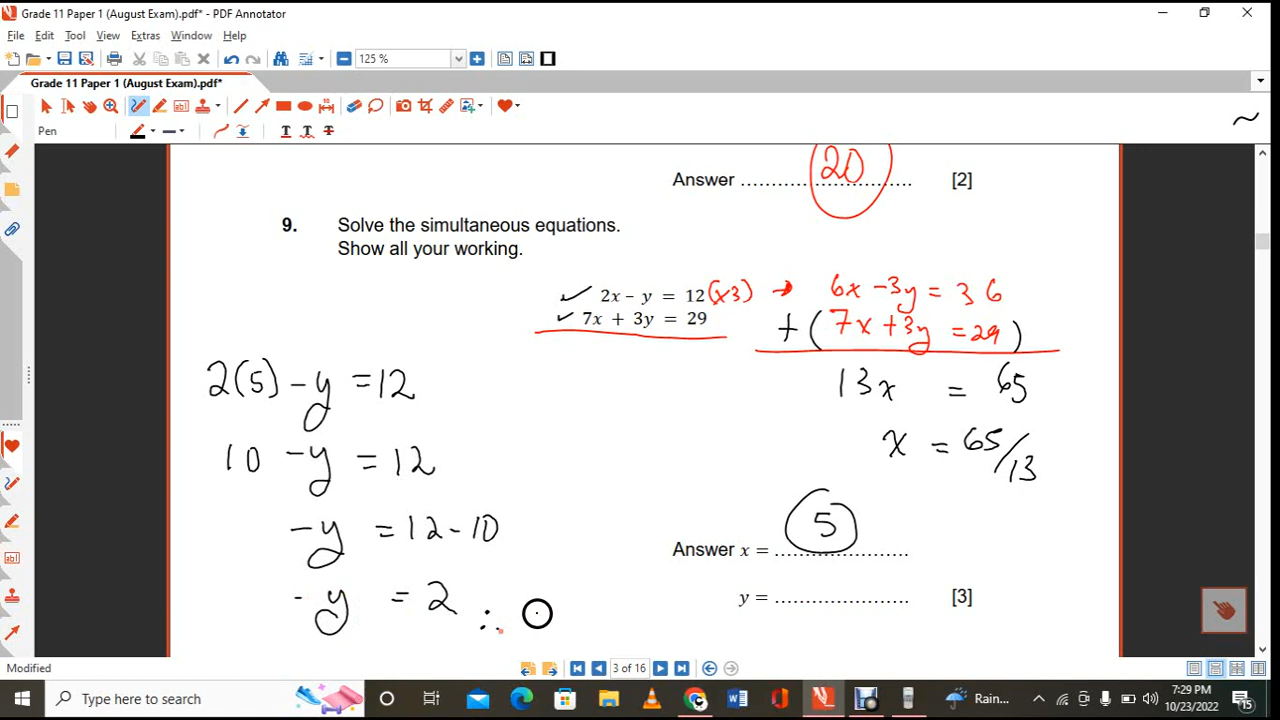 Grade 11 Paper 1 (August Exam).pdf* - PDF Annotator
File Edit Tool View Extras Window Help
125 %
Grade 11 Paper 1 (August Exam).pdf*
Pen
Answer 20 [2]
9. Solve the simultaneous equations.
Show all your working.
2x – y = 12 (x3) → 6x - 3y = 36
7x + 3y = 29 + (7x + 3y = 29)
2(5) - y = 12
13x = 65
10 - y = 12
x = 65/13
-y = 12 - 10
Answer x = 5
-y = 2 ∴
y = .................................. [3]
Modified 3 of 16
Type here to search
Rain...
7:29 PM
10/23/2022
15